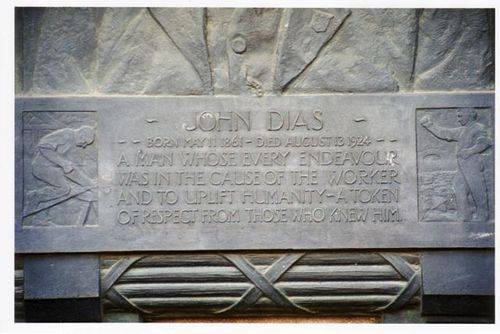 ~ JOHN DIAS ~
~ ~ BORN MAY 11 1861 – DIED AUGUST 13 1924 ~ ~
A MAN WHOSE EVERY ENDEAVOUR
WAS IN THE CAUSE OF THE WORKER
AND TO UPLIFT HUMANITY ~ A TOKEN
OF RESPECT FROM THOSE WHO KNEW HIM.